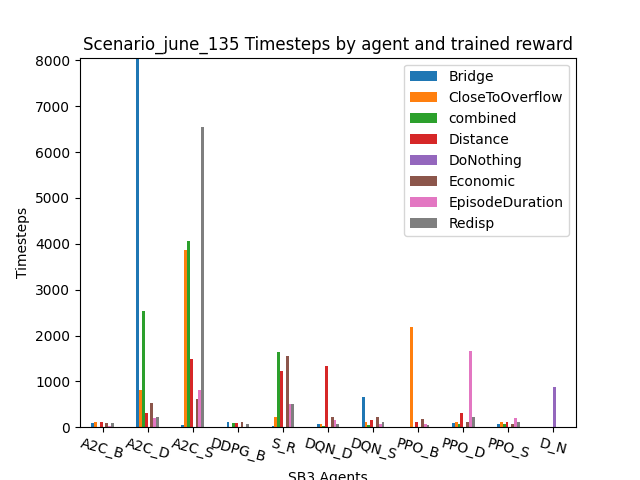 Scenario_june_135 Timesteps by agent and trained reward
8000
7000
6000
5000
4000
3000
2000
1000
0
Timesteps
Bridge
CloseToOverflow
combined
Distance
DoNothing
Economic
EpisodeDuration
Redisp
A2C_B
A2C_D
A2C_S
DDPG_B
S_R
DQN_D
DQN_S
PPO_B
PPO_D
PPO_S
D_N
SB3 Agents